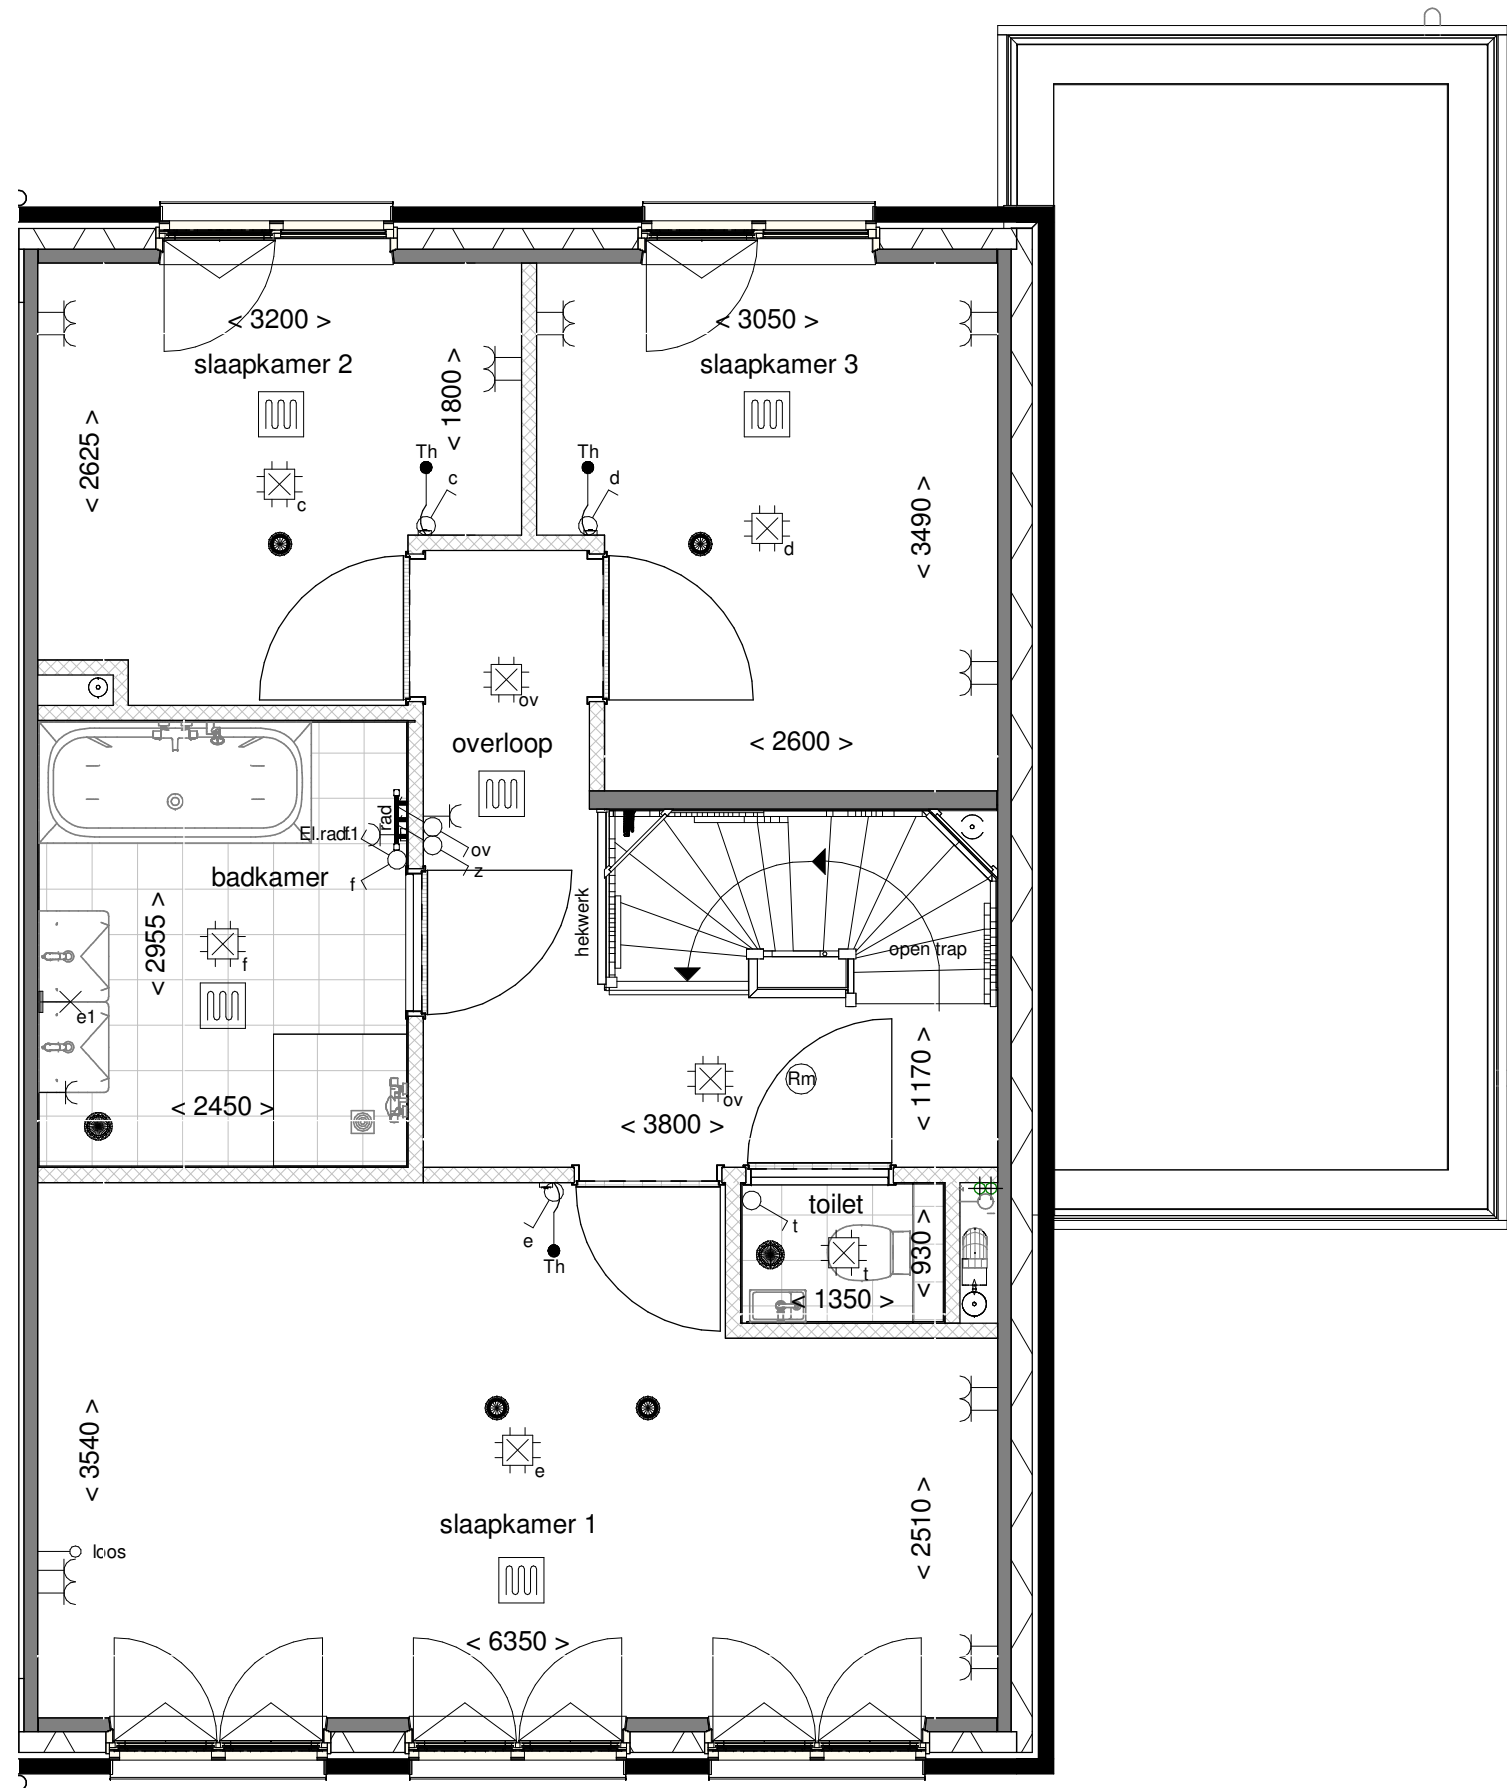 < 3200 >
< 3050 >
slaapkamer 2
slaapkamer 3
< 1800 >
< 2625 >
Th
Th
c
d
c
< 3490 >
d
ov
overloop
< 2600 >
rad
El.rad
f.1
ov
z
f
badkamer
hekwerk
open trap
< 2955 >
f
e1
< 2450 >
Rm
ov
< 1170 >
< 3800 >
toilet
t
e
Th
t
< 930 >
< 1350 >
< 3540 >
e
slaapkamer 1
< 2510 >
loos
< 6350 >